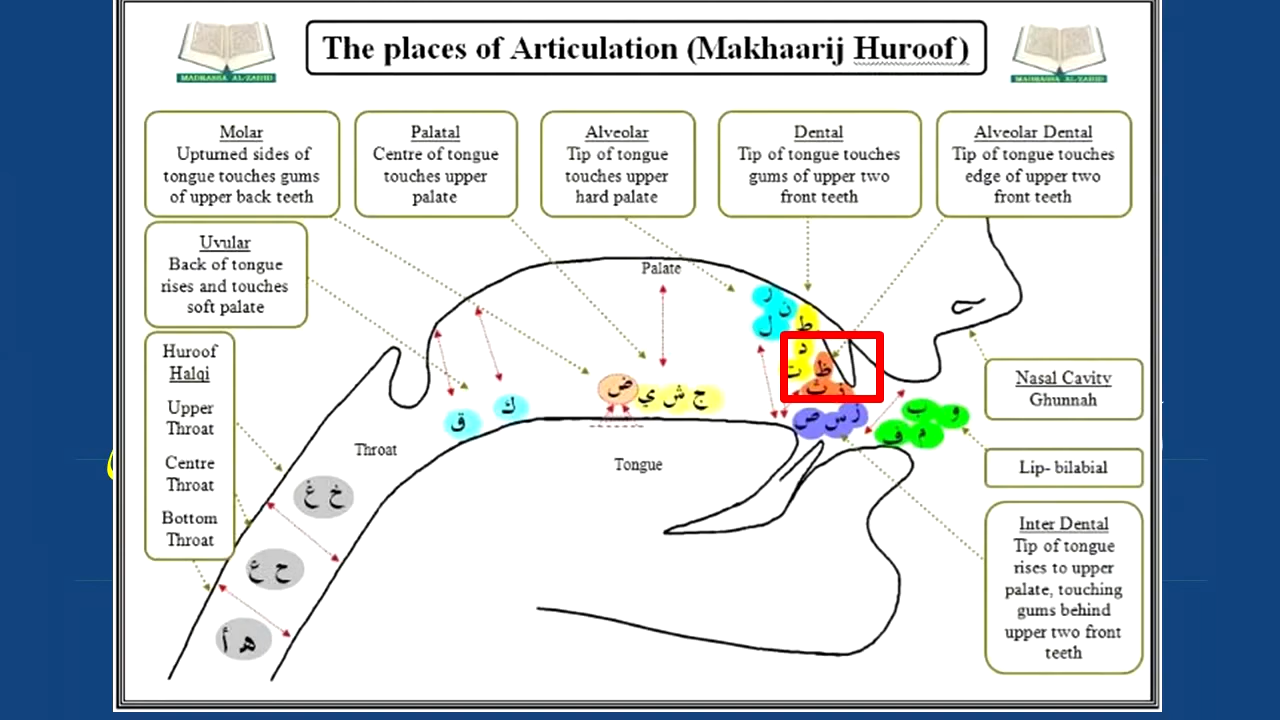 The places of Articulation (Makhaarij Huroof)
MADRASSA AL-ZAHID
MADRASSA AL-ZAHID
Molar
Upturned sides of
tongue touches gums
of upper back teeth
Palatal
Centre of tongue
touches upper
palate
Alveolar
Tip of tongue
touches upper
hard palate
Dental
Tip of tongue touches
gums of upper two
front teeth
Alveolar Dental
Tip of tongue touches
edge of upper two
front teeth
Uvular
Back of tongue
rises and touches
soft palate
Huroof
Halqi
Upper
Throat
Centre
Throat
Bottom
Throat
Palate
ر
ن
ل
ط
د
ت
ظ
ث
ذ
ض
ج ش ي
ك
ق
ز س ص
و
ب
م
ف
Throat
Tongue
خ غ
ح ع
ه أ
Nasal Cavity
Ghunnah
Lip- bilabial
Inter Dental
Tip of tongue
rises to upper
palate, touching
gums behind
upper two front
teeth